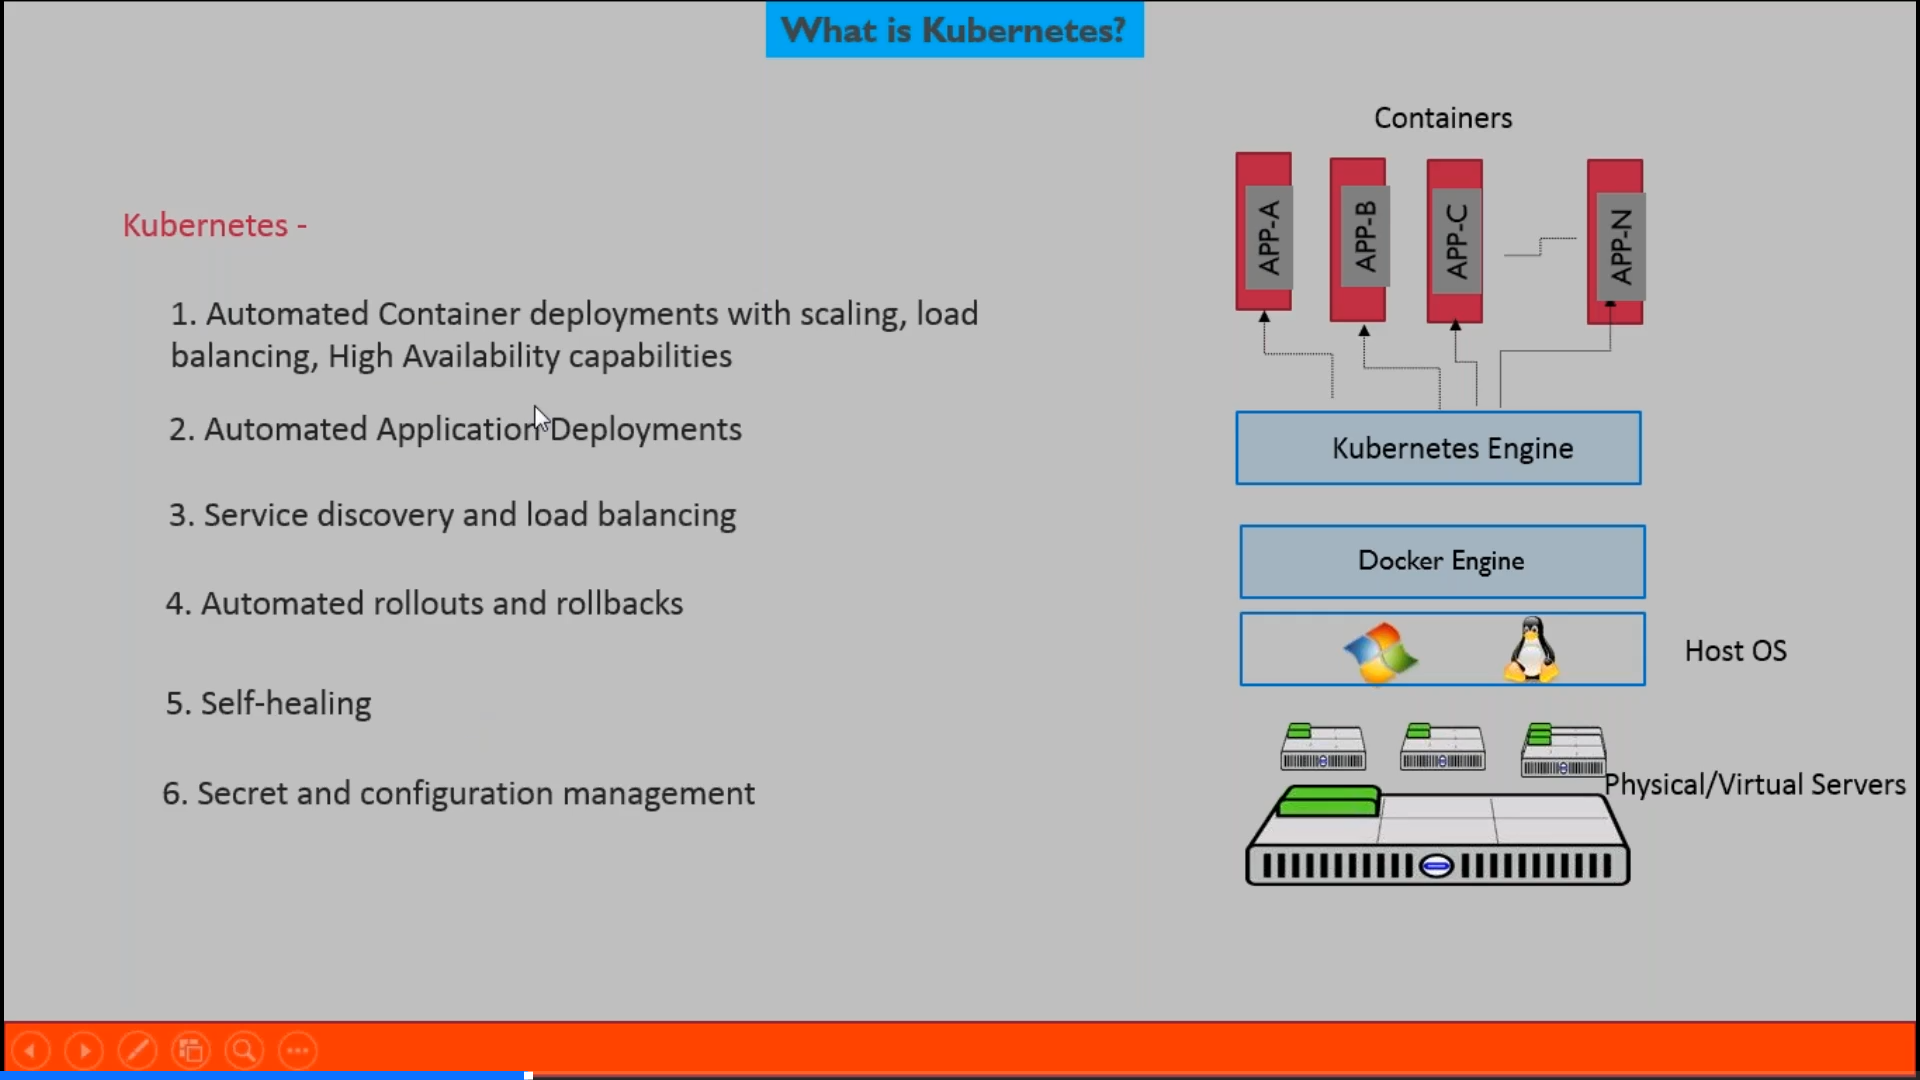 What is Kubernetes?
Containers
APP-A
APP-B
APP-C
APP-N
Kubernetes -
1. Automated Container deployments with scaling, load
balancing, High Availability capabilities
2. Automated Application Deployments
3. Service discovery and load balancing
4. Automated rollouts and rollbacks
5. Self-healing
6. Secret and configuration management
Kubernetes Engine
Docker Engine
Host OS
Physical/Virtual Servers